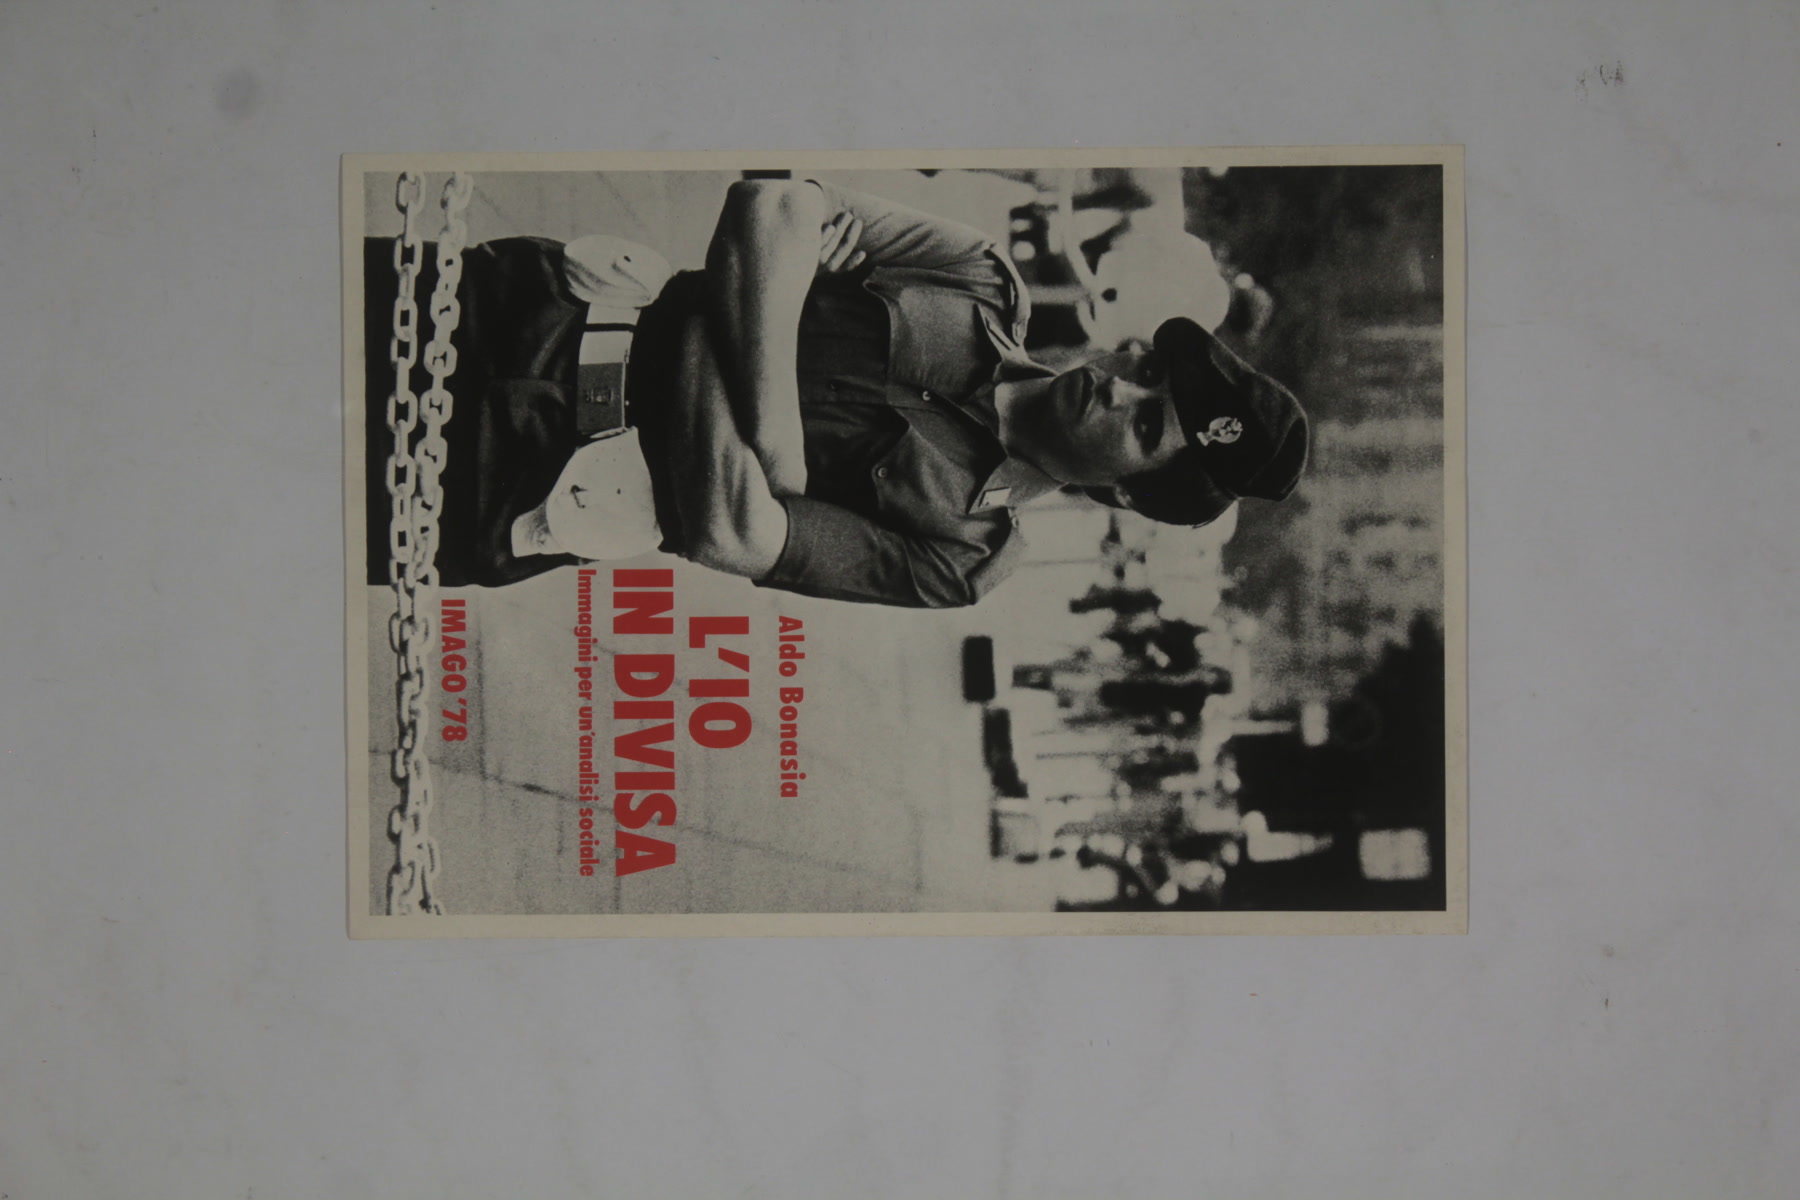 Aldo Bonasia
L'IO
IN DIVISA
Immagini per un'analisi sociale
IMAGO '78